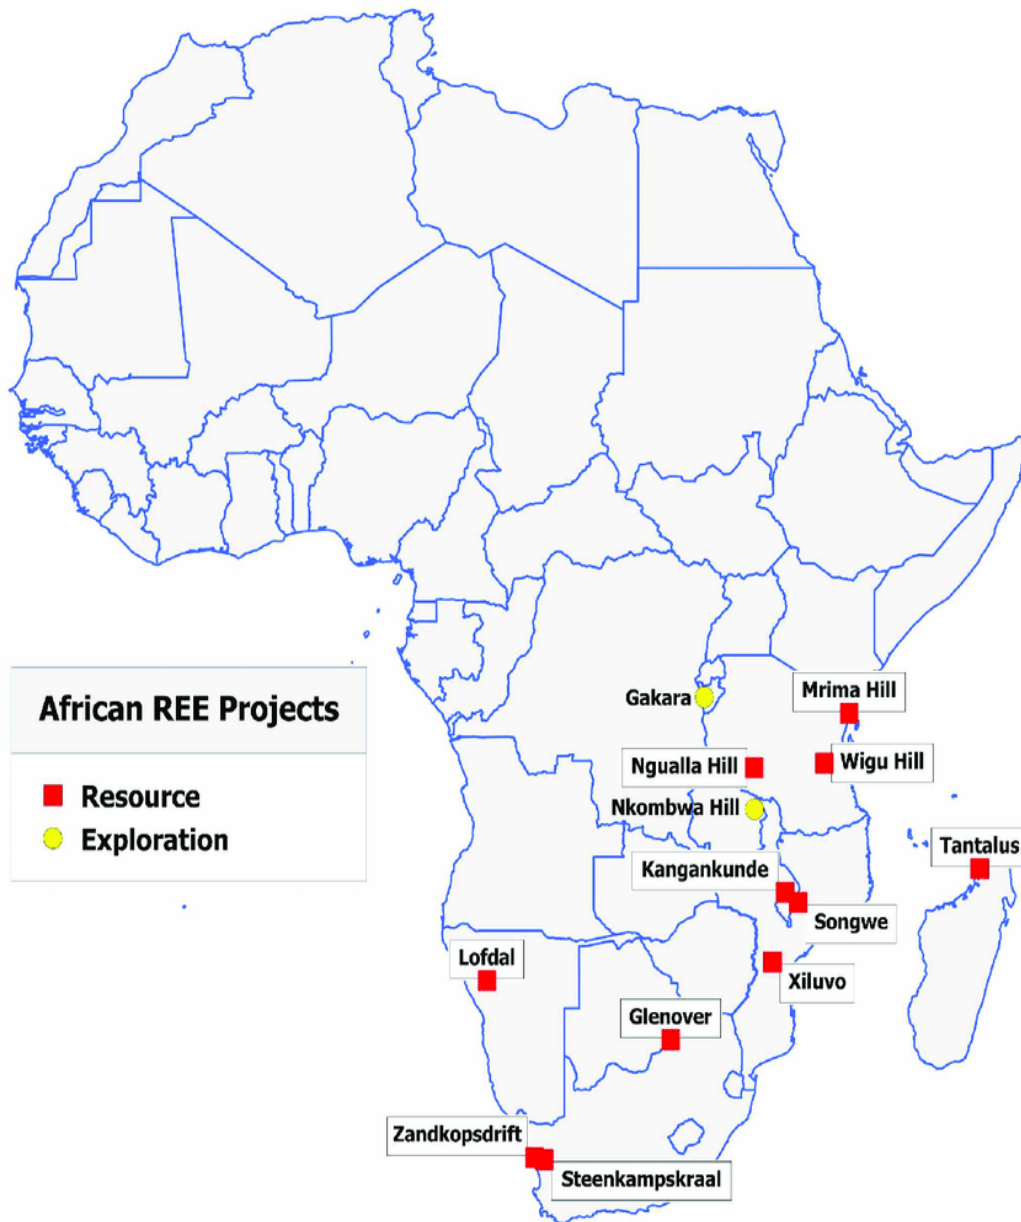 African REE Projects
Resource
Exploration
Gakara
Mrima Hill
Ngualla Hill
Wigu Hill
Nkombwa Hill
Tantalus
Kangankunde
Songwe
Lofdal
Xiluvo
Glenover
Zandkopsdrift
Steenkampskraal